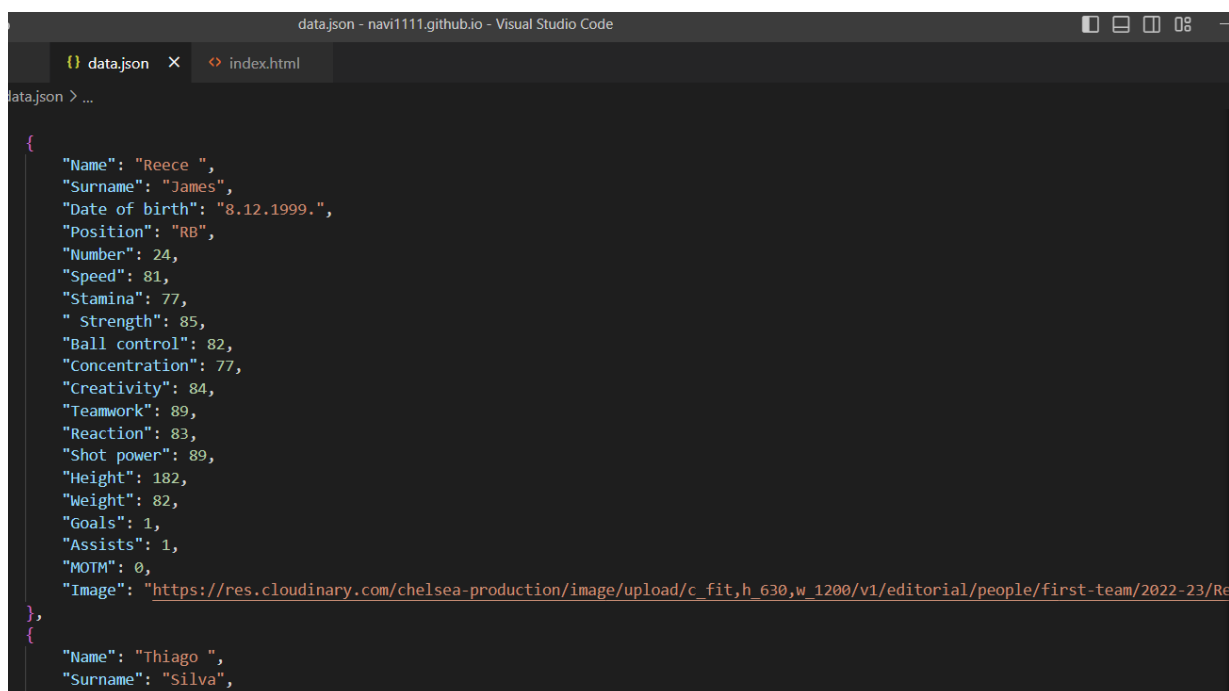 data.json - navi1111.github.io - Visual Studio Code
{} data.json × <> index.html
data.json > ...
{
"Name": "Reece ",
"Surname": "James",
"Date of birth": "8.12.1999.",
"Position": "RB",
"Number": 24,
"Speed": 81,
"Stamina": 77,
" Strength": 85,
"Ball control": 82,
"Concentration": 77,
"Creativity": 84,
"Teamwork": 89,
"Reaction": 83,
"Shot power": 89,
"Height": 182,
"Weight": 82,
"Goals": 1,
"Assists": 1,
"MOTM": 0,
"Image": "https://res.cloudinary.com/chelsea-production/image/upload/c_fit,h_630,w_1200/v1/editorial/people/first-team/2022-23/Re
},
{
"Name": "Thiago ",
"Surname": "Silva",